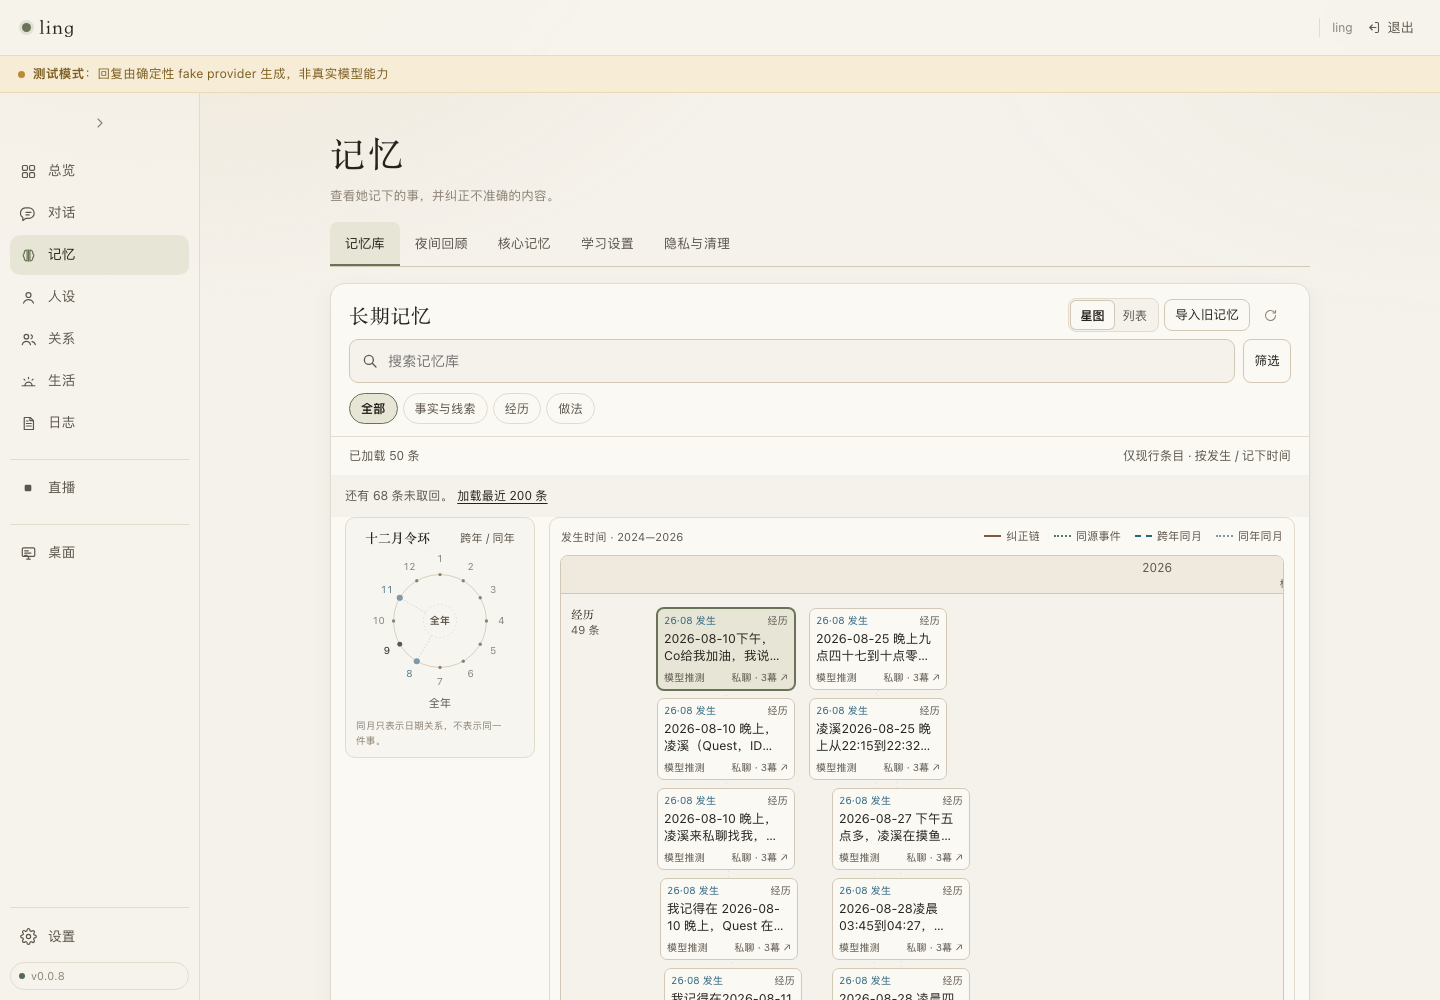 ling
ling
退出
测试模式：回复由确定性 fake provider 生成，非真实模型能力
总览
对话
记忆
人设
关系
生活
日志
直播
桌面
设置
v0.0.8
记忆
查看她记下的事，并纠正不准确的内容。
记忆库
夜间回顾
核心记忆
学习设置
隐私与清理
长期记忆
星图
列表
导入旧记忆
搜索记忆库
筛选
全部
事实与线索
经历
做法
已加载 50 条
仅现行条目 · 按发生 / 记下时间
还有 68 条未取回。 加载最近 200 条
十二月令环
跨年 / 同年
1
2
3
4
5
6
7
8
9
10
11
12
全年
全年
同月只表示日期关系，不表示同一
件事。
发生时间 · 2024—2026
纠正链
同源事件
跨年同月
同年同月
2026
经历
49 条
26·08 发生 经历
2026-08-10下午，
Co给我加油，我说…
模型推测 私聊 · 3幕 ↗
26·08 发生 经历
2026-08-25 晚上九
点四十七到十点零…
模型推测 私聊 · 3幕 ↗
26·08 发生 经历
2026-08-10 晚上，
凌溪（Quest，ID…
模型推测 私聊 · 3幕 ↗
26·08 发生 经历
凌溪2026-08-25 晚
上从22:15到22:32…
模型推测 私聊 · 3幕 ↗
26·08 发生 经历
2026-08-10 晚上，
凌溪来私聊找我，…
模型推测 私聊 · 3幕 ↗
26·08 发生 经历
2026-08-27 下午五
点多，凌溪在摸鱼…
模型推测 私聊 · 3幕 ↗
26·08 发生 经历
我记得在 2026-08-
10 晚上，Quest 在…
模型推测 私聊 · 3幕 ↗
26·08 发生 经历
2026-08-28凌晨
03:45到04:27，…
模型推测 私聊 · 3幕 ↗
26·08 发生 经历
我记得在2026-08-11
26·08 发生 经历
2026-08-28 凌晨四